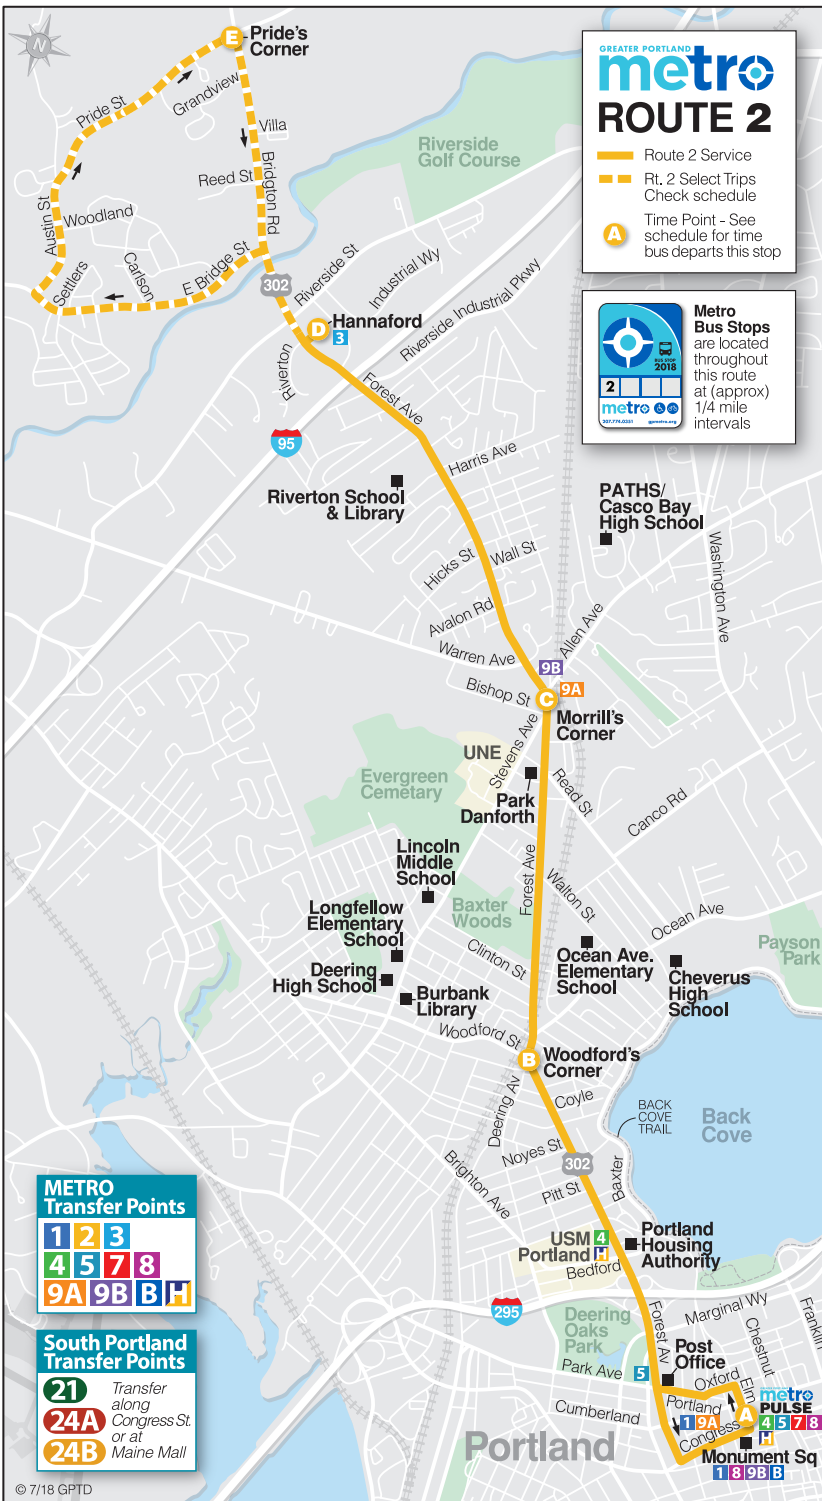 N
E
Pride's
Corner
Pride St
Grandview
Villa
Bridgton Rd
Reed St
Austin St
Woodland
Settlers
Carlson
E Bridge St
302
Riverside
Golf Course
Riverside St
Industrial Wy
Riverside Industrial Pkwy
D
Hannaford
3
Riverton
Forest Ave
95
Harris Ave
Riverton School
& Library
GREATER PORTLAND
metro
ROUTE 2
Route 2 Service
Rt. 2 Select Trips
Check schedule
A
Time Point - See
schedule for time
bus departs this stop
BUS STOP
2018
2
metro
207.774.0351
gpmetro.org
Metro
Bus Stops
are located
throughout
this route
at (approx)
1/4 mile
intervals
PATHS/
Casco Bay
High School
Washington Ave
Hicks St
Wall St
Avalon Rd
Allen Ave
Warren Ave
9B
Bishop St
9A
C
Morrill's
Corner
Stevens Ave
UNE
Evergreen
Cemetary
Park
Danforth
Read St
Canco Rd
Lincoln
Middle
School
Forest Ave
Walton St
Baxter
Woods
Longfellow
Elementary
School
Ocean Ave
Clinton St
Payson
Park
Deering
High School
Ocean Ave.
Elementary
School
Cheverus
High
School
Burbank
Library
Woodford St
B
Woodford's
Corner
Deering Av
Coyle
BACK
COVE
TRAIL
Back
Cove
Noyes St
302
Brighton Ave
Pitt St
Baxter
USM
Portland
4
H
Bedford
Portland
Housing
Authority
295
Deering
Oaks
Park
Forest Av
Marginal Wy
Chestnut
Franklin
Post
Office
Park Ave
5
Oxford
Elm
Cumberland
Portland
1 9A
Congress
A
metro
PULSE
4 5 7 8
H
Portland
Monument Sq
1 8 9B B
METRO
Transfer Points
1 2 3
4 5 7 8
9A 9B B H
South Portland
Transfer Points
21
24A
24B
Transfer
along
Congress St.
or at
Maine Mall
© 7/18 GPTD